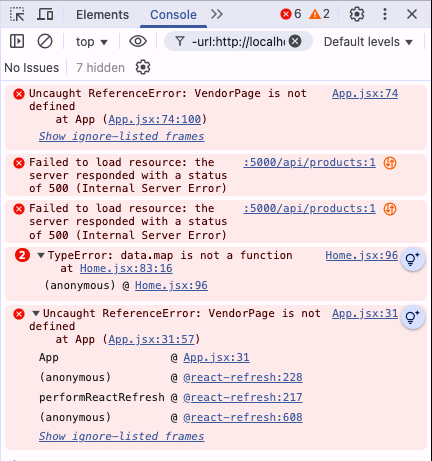 Elements Console » 6 2
top ▼ -url:http://localho Default levels ▼
No Issues 7 hidden
Uncaught ReferenceError: VendorPage is not App.jsx:74
defined
at App (App.jsx:74:100)
Show ignore-listed frames
Failed to load resource: the :5000/api/products:1
server responded with a status
of 500 (Internal Server Error)
Failed to load resource: the :5000/api/products:1
server responded with a status
of 500 (Internal Server Error)
2 ▼TypeError: data.map is not a function Home.jsx:96
at Home.jsx:83:16
(anonymous) @ Home.jsx:96
▼Uncaught ReferenceError: VendorPage is not App.jsx:31
defined
at App (App.jsx:31:57)
App @ App.jsx:31
(anonymous) @ @react-refresh:228
performReactRefresh @ @react-refresh:217
(anonymous) @ @react-refresh:608
Show ignore-listed frames